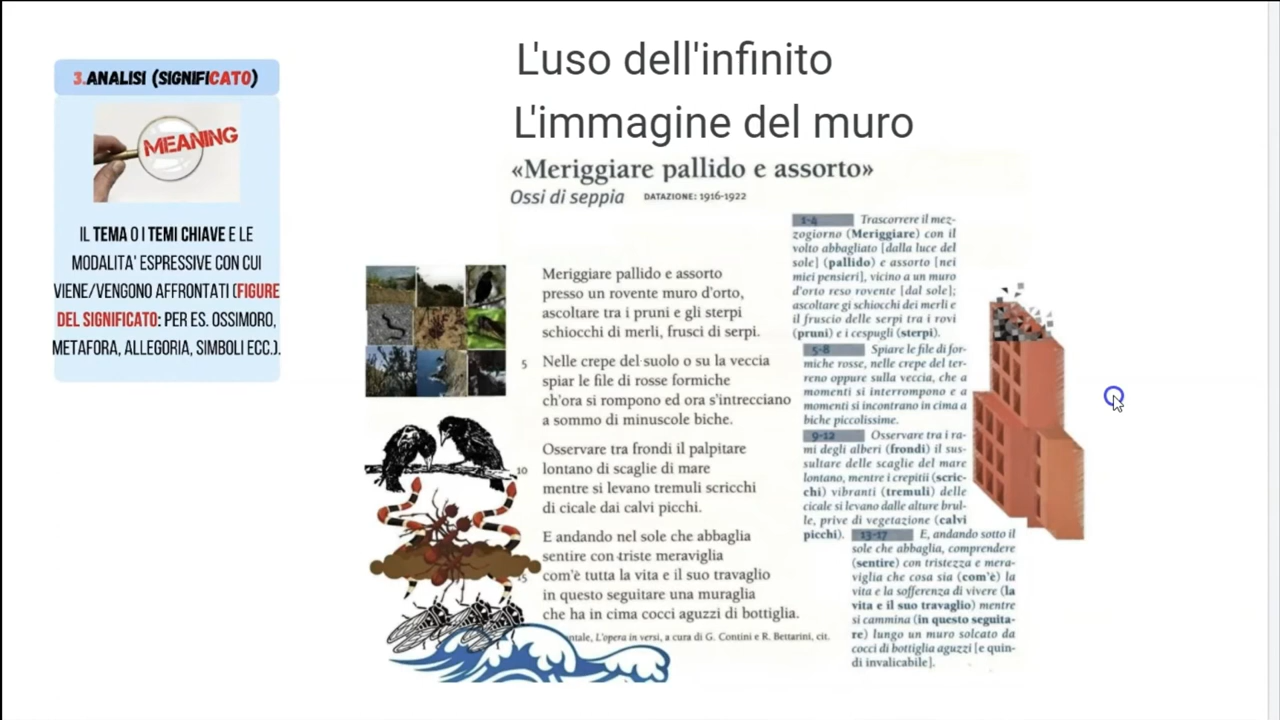 L'uso dell'infinito
L'immagine del muro
3.ANALISI (SIGNIFICATO)
MEANING
IL TEMA O I TEMI CHIAVE E LE
MODALITA' ESPRESSIVE CON CUI
VIENE/VENGONO AFFRONTATI (FIGURE
DEL SIGNIFICATO: PER ES. OSSIMORO,
METAFORA, ALLEGORIA, SIMBOLI ECC.).
«Meriggiare pallido e assorto»
Ossi di seppia DATAZIONE: 1916-1922
Meriggiare pallido e assorto
presso un rovente muro d'orto,
ascoltare tra i pruni e gli sterpi
schiocchi di merli, frusci di serpi.
5 Nelle crepe del suolo o su la veccia
spiar le file di rosse formiche
ch'ora si rompono ed ora s'intrecciano
a sommo di minuscole biche.
Osservare tra frondi il palpitare
10 lontano di scaglie di mare
mentre si levano tremuli scricchi
di cicale dai calvi picchi.
E andando nel sole che abbaglia
sentire con triste meraviglia
com'è tutta la vita e il suo travaglio
in questo seguitare una muraglia
che ha in cima cocci aguzzi di bottiglia.
ntale, L'opera in versi, a cura di G. Contini e R. Bettarini, cit.
1-4 Trascorrere il mez-
zogiorno (Meriggiare) con il
volto abbagliato [dalla luce del
sole] (pallido) e assorto [nei
miei pensieri], vicino a un muro
d'orto reso rovente [dal sole];
ascoltare gi schiocchi dei merli e
il fruscio delle serpi tra i rovi
(pruni) e i cespugli (sterpi).
5-8 Spiare le file di for-
miche rosse, nelle crepe del ter-
reno oppure sulla veccia, che a
momenti si interrompono e a
momenti si incontrano in cima a
biche piccolissime.
9-12 Osservare tra i ra-
mi degli alberi (frondi) il sus-
sultare delle scaglie del mare
lontano, mentre i crepitii (scric-
chi) vibranti (tremuli) delle
cicale si levano dalle alture brul-
le, prive di vegetazione (calvi
picchi). 13-17 E, andando sotto il
sole che abbaglia, comprendere
(sentire) con tristezza e mera-
viglia che cosa sia (com'è) la
vita e la sofferenza di vivere (la
vita e il suo travaglio) mentre
si cammina (in questo seguita-
re) lungo un muro solcato da
cocci di bottiglia aguzzi [e quin-
di invalicabile].